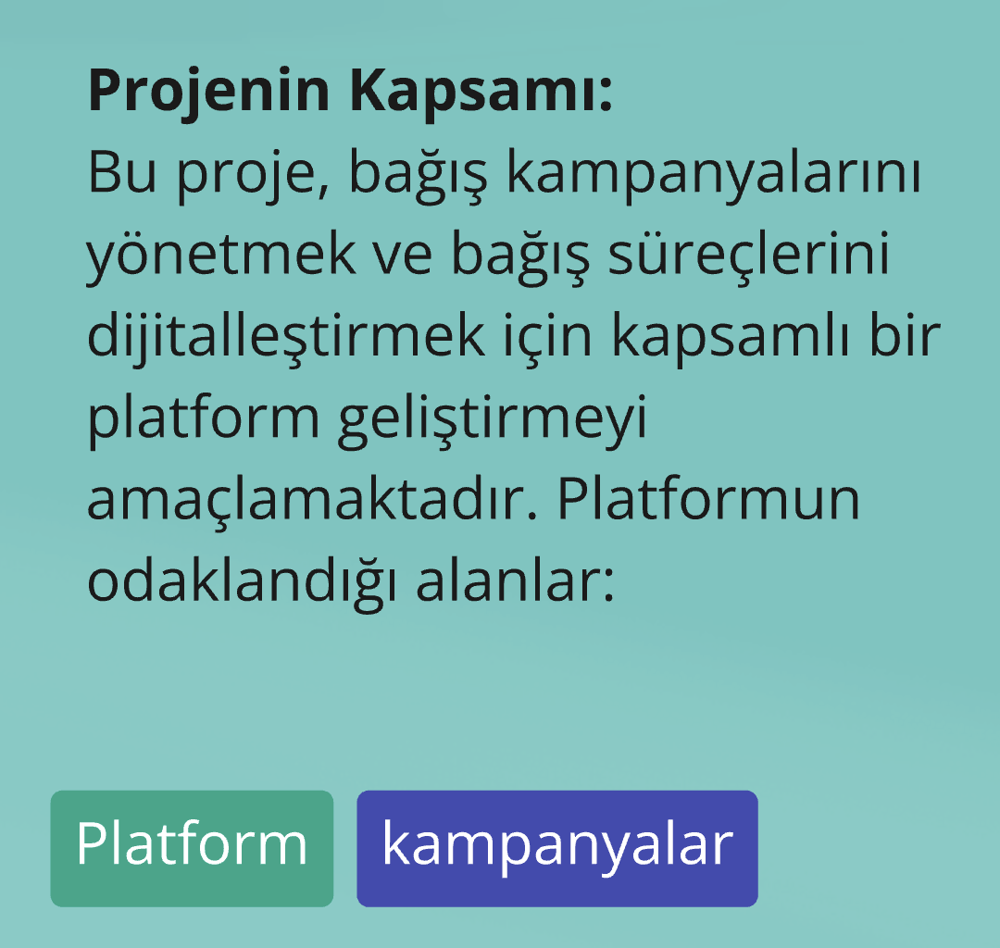 Projenin Kapsamı:
Bu proje, bağış kampanyalarını
yönetmek ve bağış süreçlerini
dijitalleştirmek için kapsamlı bir
platform geliştirmeyi
amaçlamaktadır. Platformun
odaklandığı alanlar:
Platform
kampanyalar